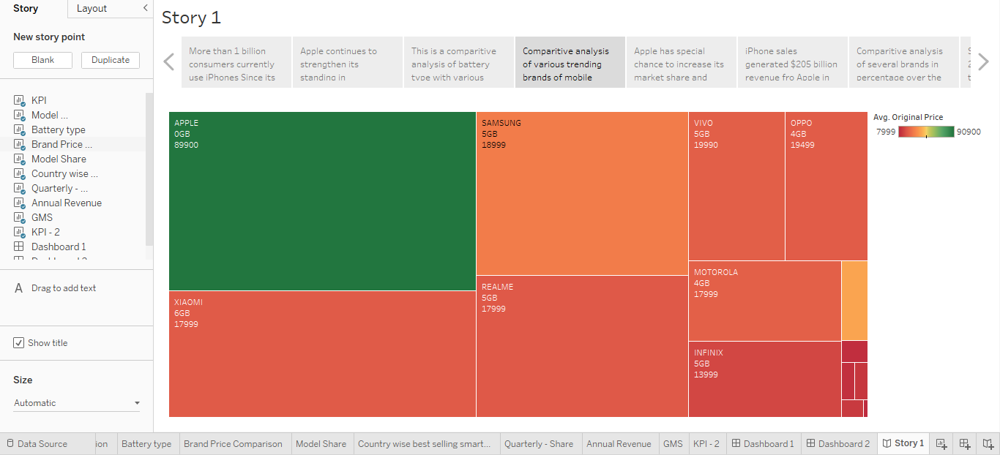 Story
Layout
New story point
Blank
Duplicate
KPI
Model ...
Battery type
Brand Price ...
Model Share
Country wise ...
Quarterly - ...
Annual Revenue
GMS
KPI - 2
Dashboard 1
A Drag to add text
Show title
Size
Automatic
Story 1
More than 1 billion
consumers currently
use iPhones Since its
Apple continues to
strengthen its
standing in
This is a comparitive
analysis of battery
type with various
Comparitive analysis
of various trending
brands of mobile
Apple has special
chance to increase its
market share and
iPhone sales
generated $205 billion
revenue fro Apple in
Comparitive analysis
of several brands in
percentage over the
APPLE
0GB
89900
XIAOMI
6GB
17999
SAMSUNG
5GB
18999
REALME
5GB
17999
VIVO
5GB
19990
OPPO
4GB
19499
MOTOROLA
4GB
17999
INFINIX
5GB
13999
Avg. Original Price
7999 90900
Data Source
ion
Battery type
Brand Price Comparison
Model Share
Country wise best selling smart...
Quarterly - Share
Annual Revenue
GMS
KPI - 2
Dashboard 1
Dashboard 2
Story 1